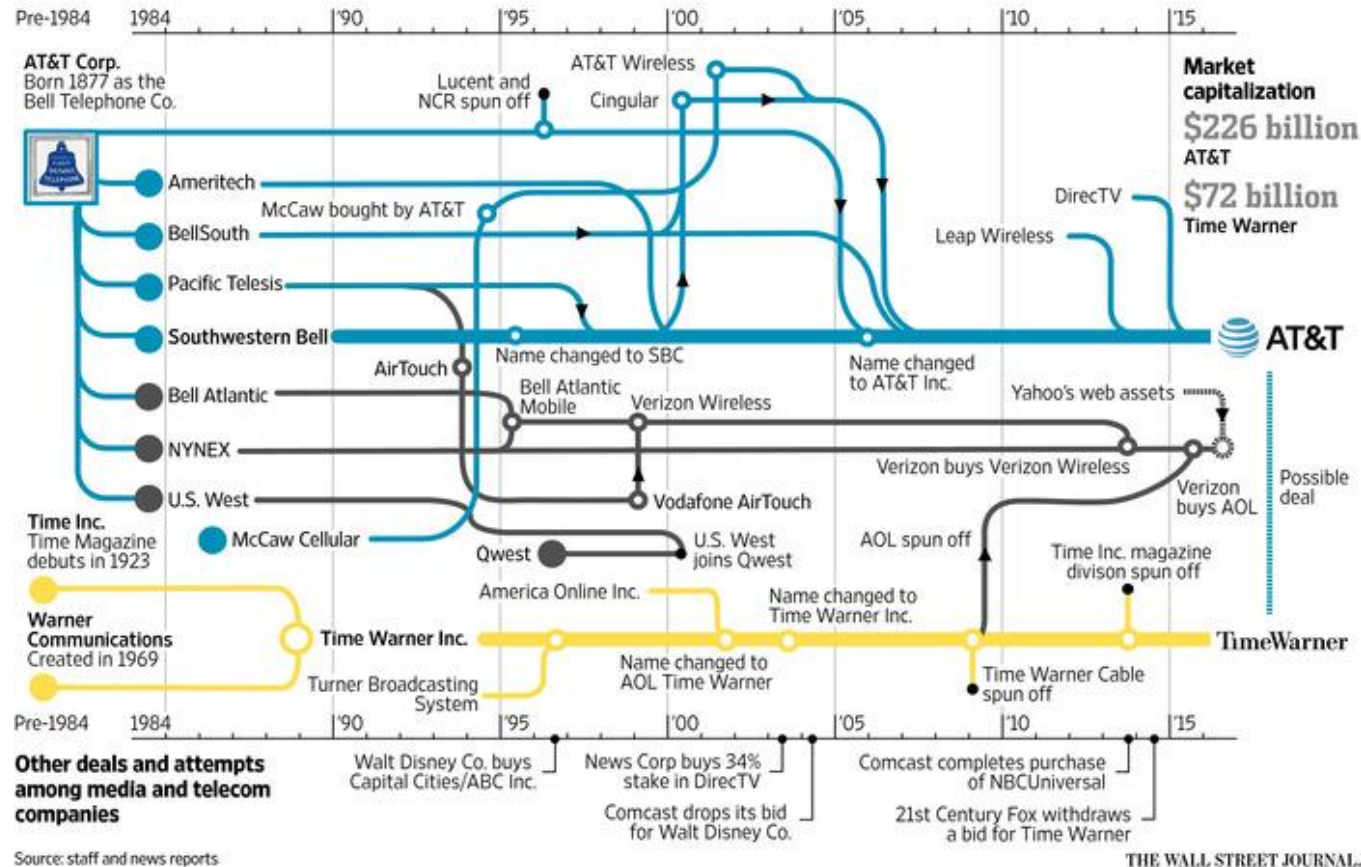 Pre-1984 1984 '90 '95 '00 '05 '10 '15
AT&T Corp.
Born 1877 as the
Bell Telephone Co.
Lucent and
NCR spun off
AT&T Wireless
Cingular
Market
capitalization
$226 billion
AT&T
$72 billion
Time Warner
DirecTV
Leap Wireless
Ameritech
McCaw bought by AT&T
BellSouth
Pacific Telesis
Southwestern Bell
Name changed to SBC
Name changed
to AT&T Inc.
AT&T
AirTouch
Bell Atlantic
Bell Atlantic
Mobile
Verizon Wireless
Yahoo's web assets
NYNEX
Verizon buys Verizon Wireless
Verizon
buys AOL
Possible
deal
U.S. West
Vodafone AirTouch
McCaw Cellular
Qwest
U.S. West
joins Qwest
AOL spun off
Time Inc. magazine
divison spun off
Time Inc.
Time Magazine
debuts in 1923
Warner
Communications
Created in 1969
America Online Inc.
Name changed to
Time Warner Inc.
Time Warner Inc.
TimeWarner
Name changed to
AOL Time Warner
Turner Broadcasting
System
Time Warner Cable
spun off
Pre-1984 1984 '90 '95 '00 '05 '10 '15
Other deals and attempts
among media and telecom
companies
Walt Disney Co. buys
Capital Cities/ABC Inc.
News Corp buys 34%
stake in DirecTV
Comcast drops its bid
for Walt Disney Co.
Comcast completes purchase
of NBCUniversal
21st Century Fox withdraws
a bid for Time Warner
Source: staff and news reports
THE WALL STREET JOURNAL.